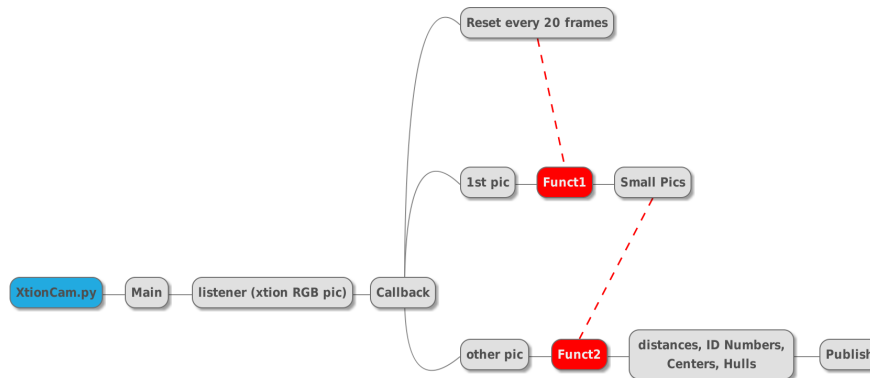 Reset every 20 frames
1st pic
Funct1
Small Pics
XtionCam.py
Main
listener (xtion RGB pic)
Callback
other pic
Funct2
distances, ID Numbers,
Centers, Hulls
Publish